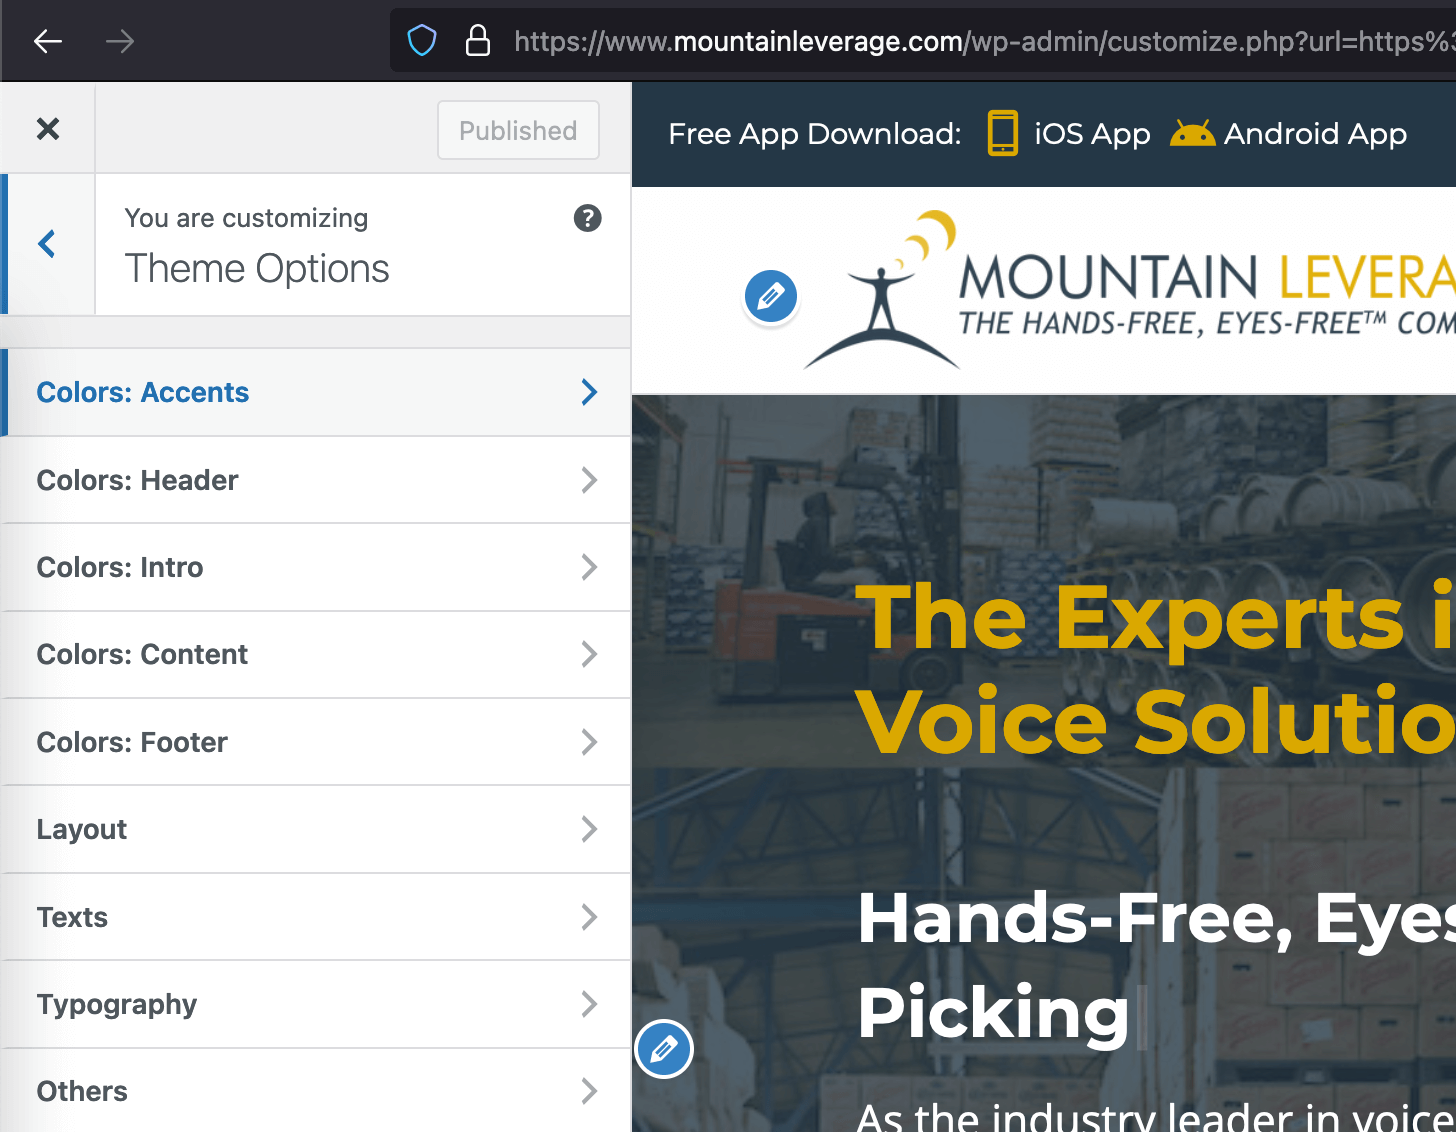 https://www.mountainleverage.com/wp-admin/customize.php?url=https%
Published
You are customizing
Theme Options
Colors: Accents
Colors: Header
Colors: Intro
Colors: Content
Colors: Footer
Layout
Texts
Typography
Others
Free App Download: iOS App Android App
MOUNTAIN LEVERA
THE HANDS-FREE, EYES-FREE™ COM
The Experts i
Voice Solutio
Hands-Free, Eyes
Picking
As the industry leader in voice